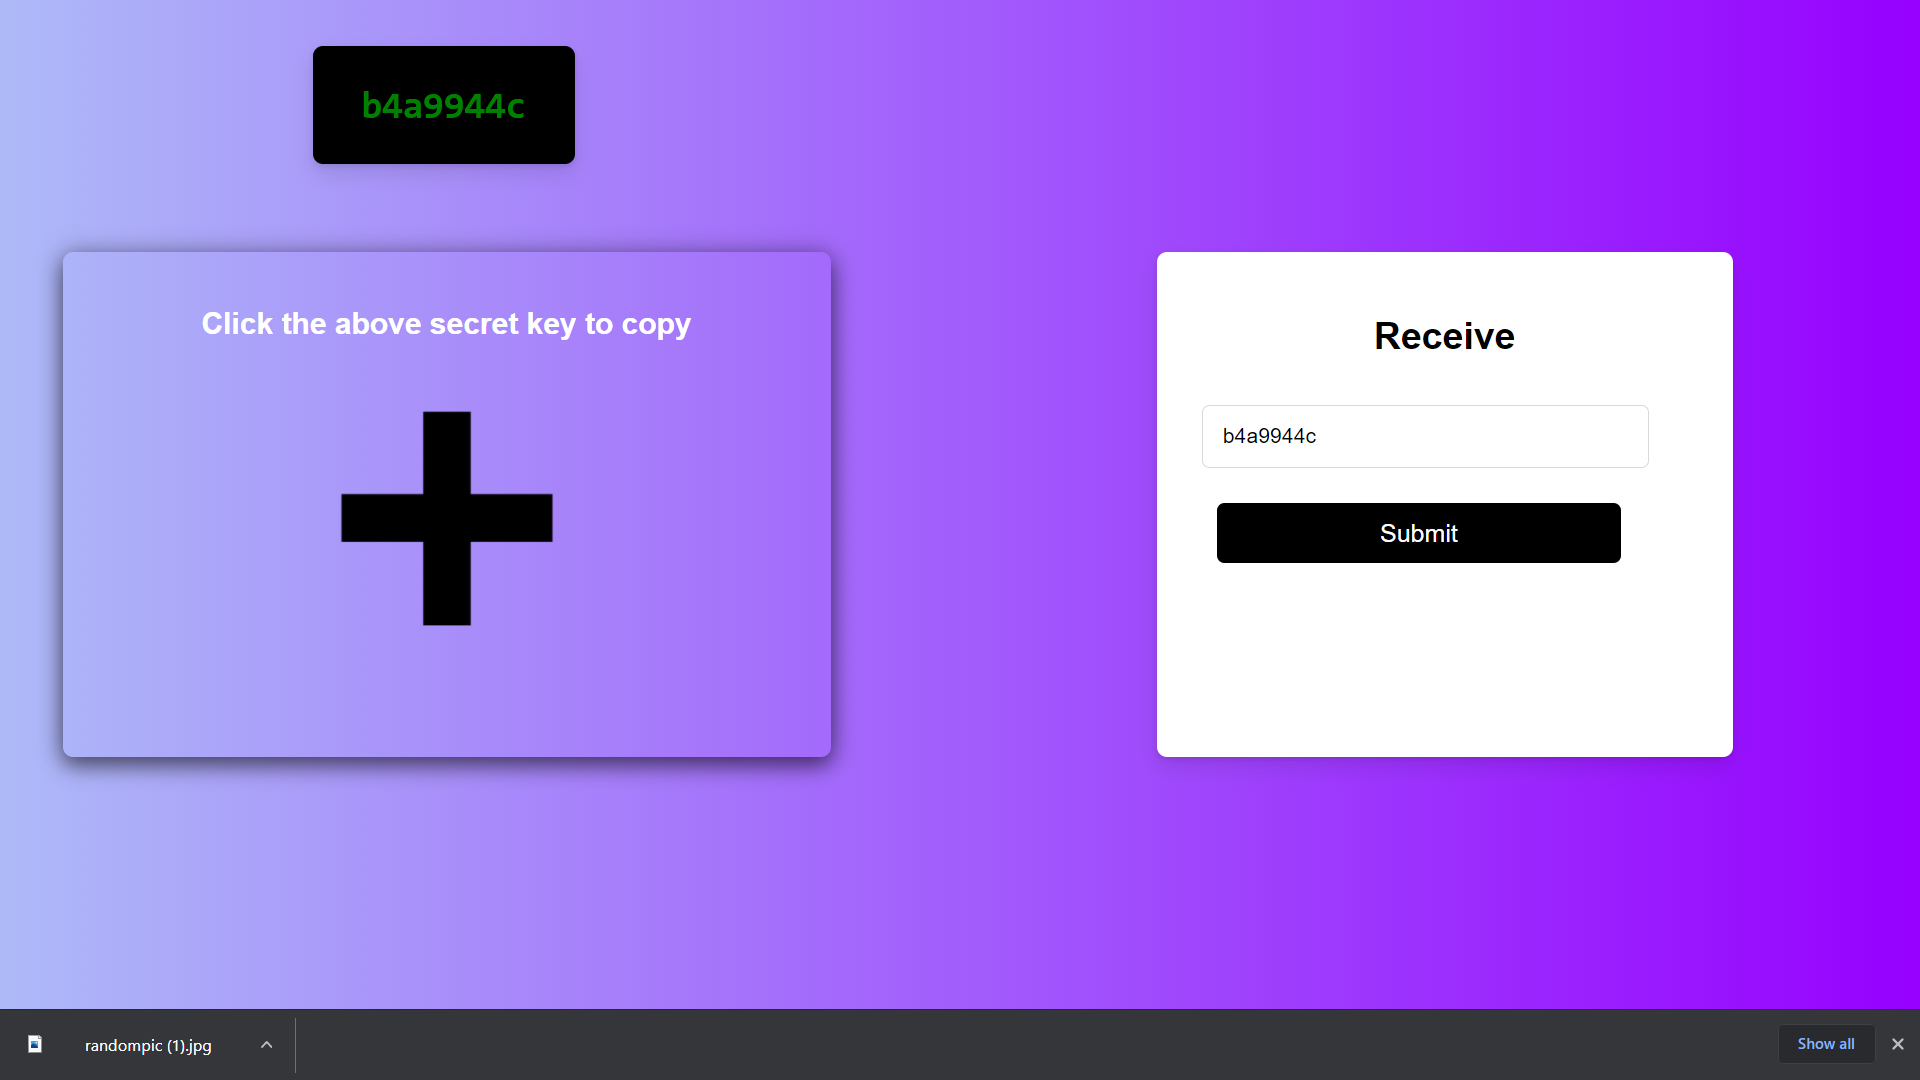 b4a9944c
Click the above secret key to copy
Receive
b4a9944c
Submit
randompic (1).jpg
Show all